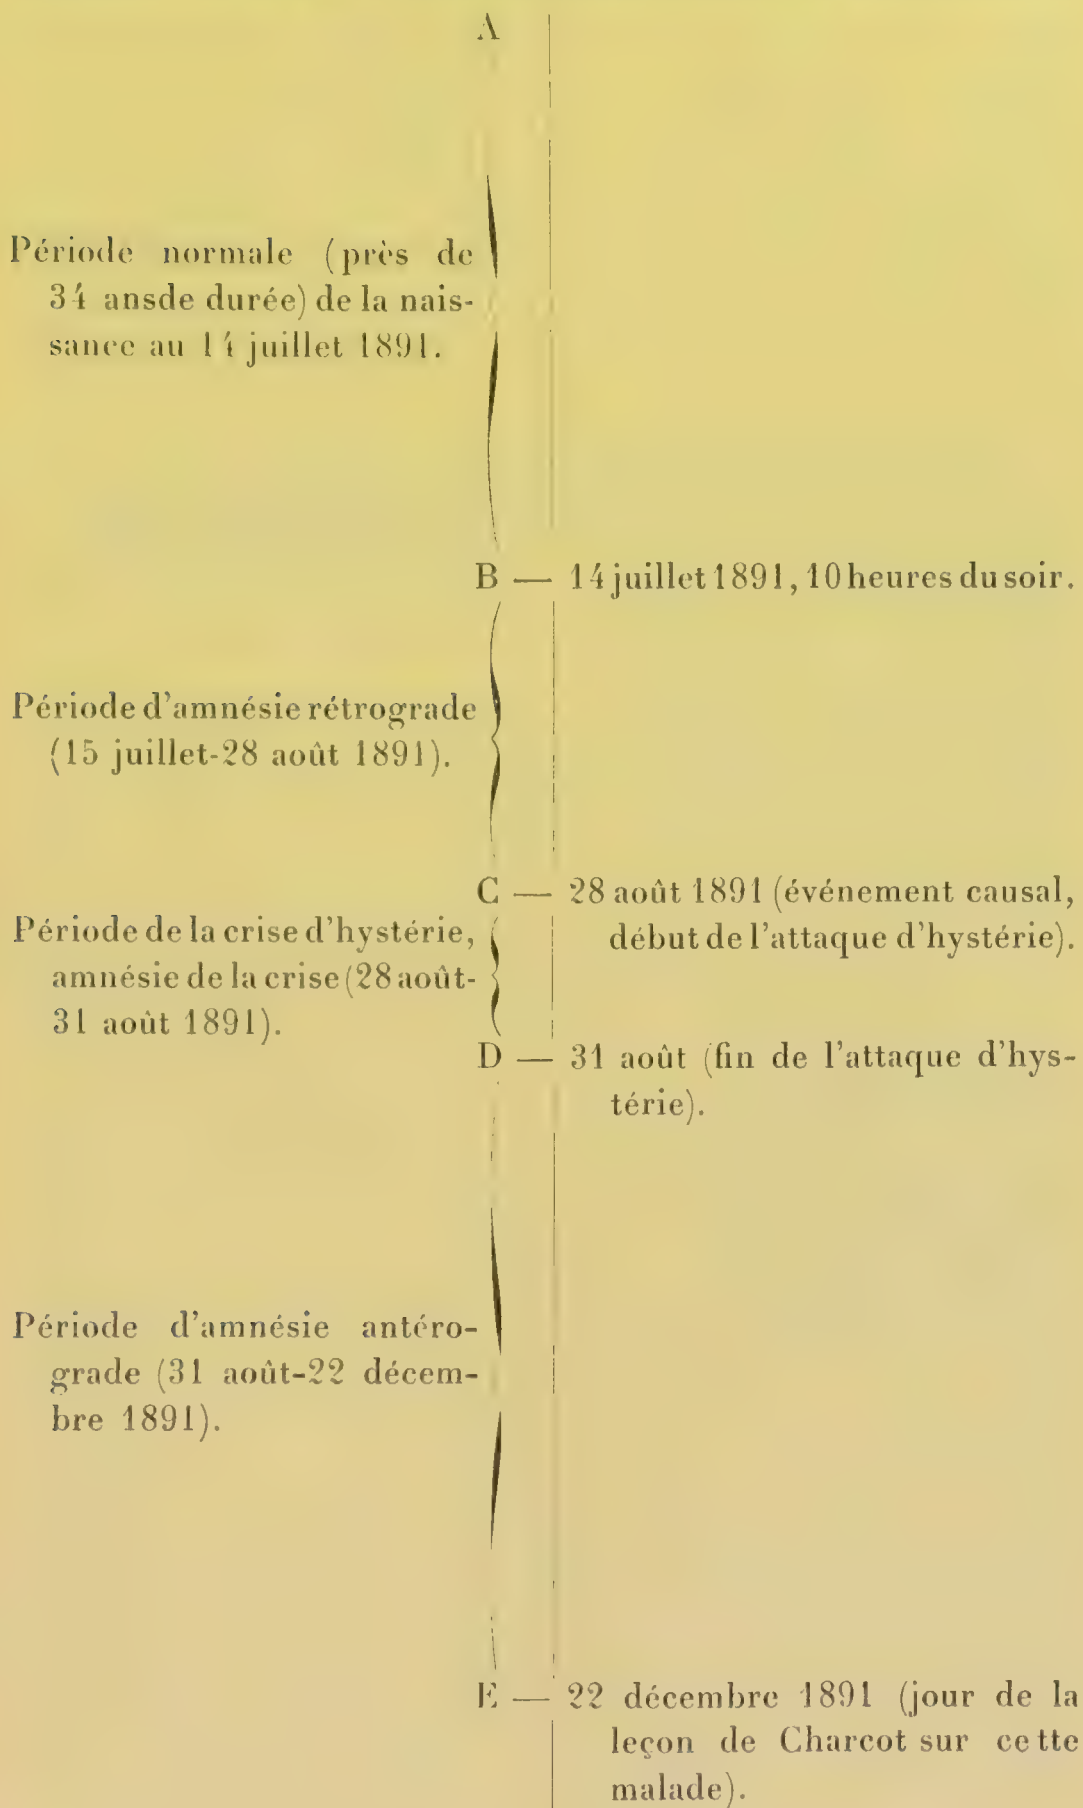 A
Période normale (près de
34 ansde durée) de la nais-
sance au 14 juillet 1891.
B — 14 juillet 1891, 10 heures du soir.
Période d'amnésie rétrograde
(15 juillet-28 août 1891).
C — 28 août 1891 (événement causal,
début de l'attaque d'hystérie).
Période de la crise d'hystérie,
amnésie de la crise (28 août-
31 août 1891).
D — 31 août (fin de l'attaque d'hys-
térie).
Période d'amnésie antéro-
grade (31 août-22 décem-
bre 1891).
E — 22 décembre 1891 (jour de la
leçon de Charcot sur cette
malade).